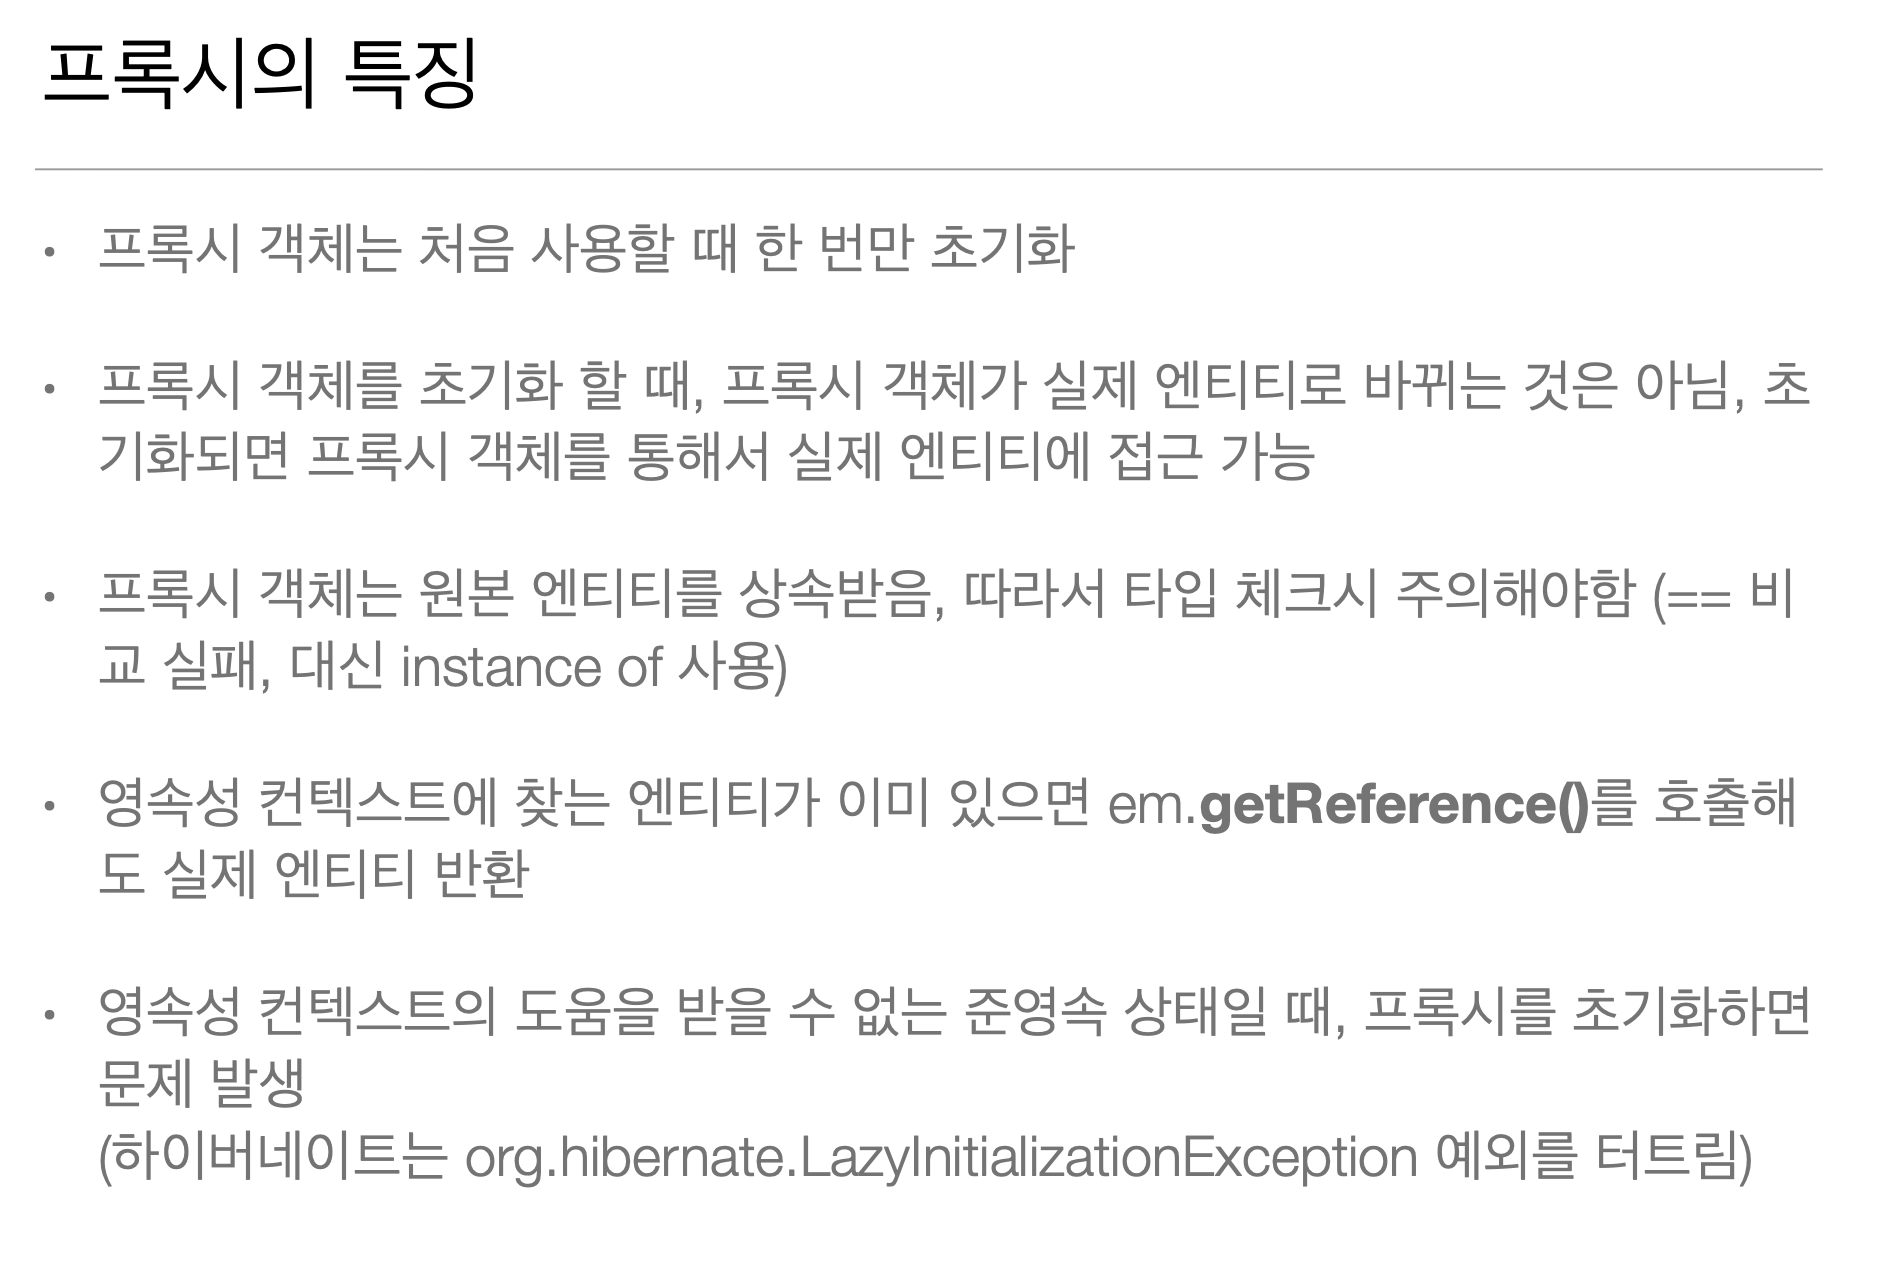 프록시의 특징
• 프록시 객체는 처음 사용할 때 한 번만 초기화
• 프록시 객체를 초기화 할 때, 프록시 객체가 실제 엔티티로 바뀌는 것은 아님, 초
기화되면 프록시 객체를 통해서 실제 엔티티에 접근 가능
• 프록시 객체는 원본 엔티티를 상속받음, 따라서 타입 체크시 주의해야함 (== 비
교 실패, 대신 instance of 사용)
• 영속성 컨텍스트에 찾는 엔티티가 이미 있으면 em.getReference()를 호출해
도 실제 엔티티 반환
• 영속성 컨텍스트의 도움을 받을 수 없는 준영속 상태일 때, 프록시를 초기화하면
문제 발생
(하이버네이트는 org.hibernate.LazyInitializationException 예외를 터트림)